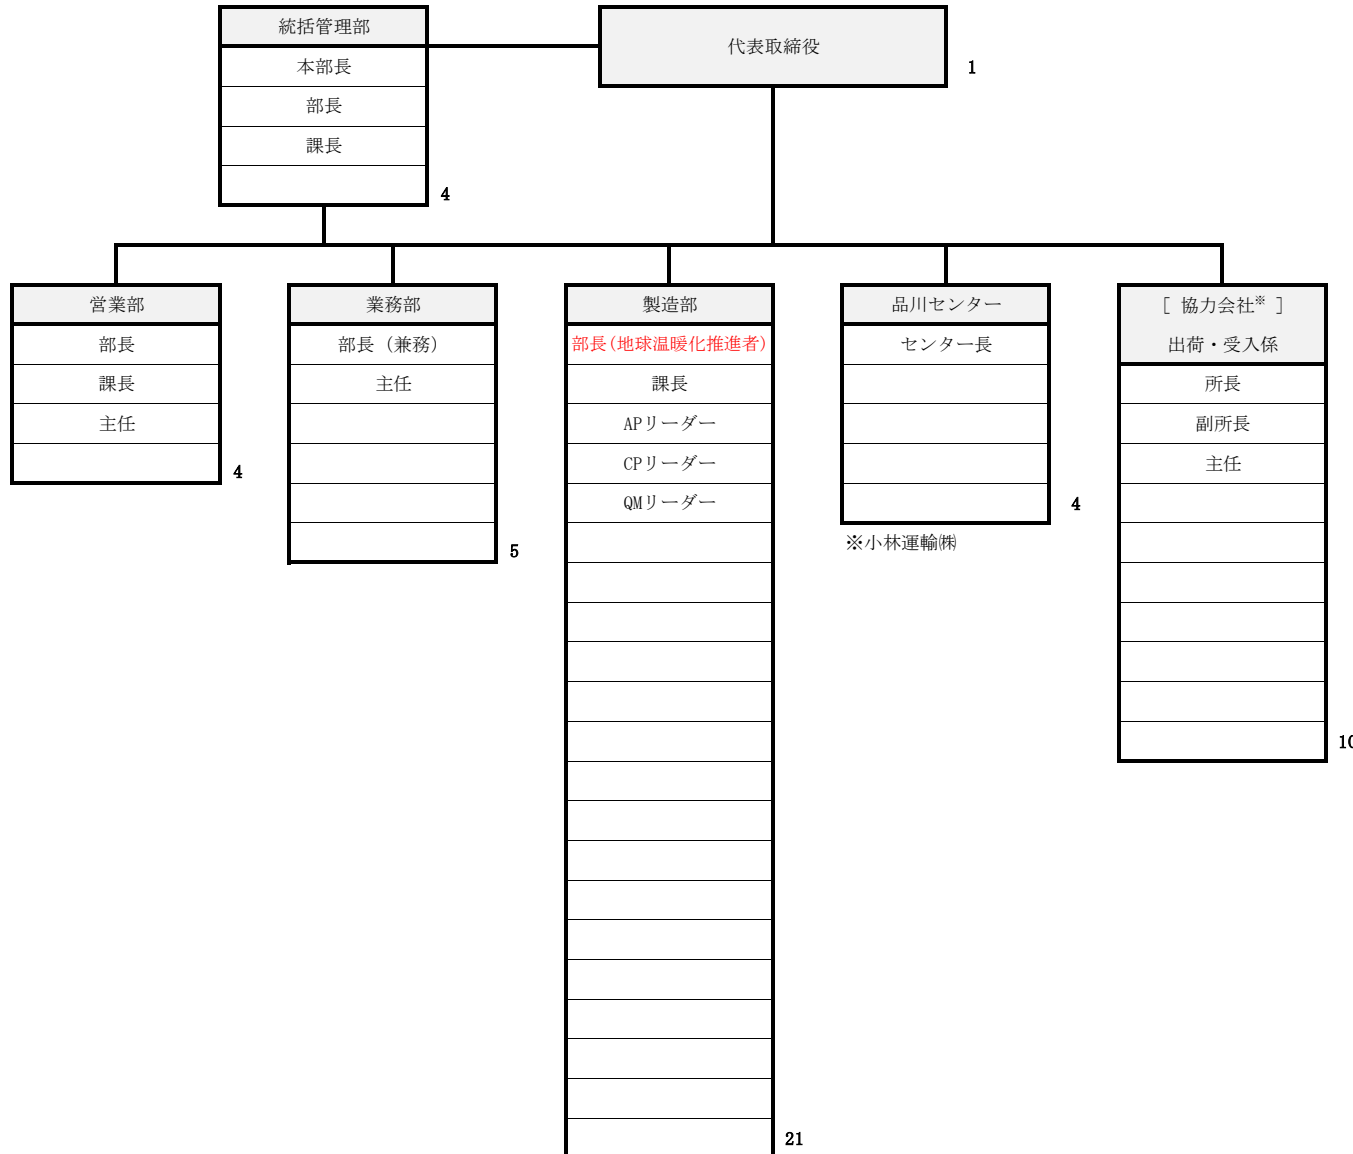 統括管理部
本部長
部長
課長
4
代表取締役
1
営業部
部長
課長
主任
4
業務部
部長（兼務）
主任
5
製造部
部長(地球温暖化推進者)
課長
APリーダー
CPリーダー
QMリーダー
21
品川センター
センター長
4
※小林運輸㈱
［ 協力会社※ ］
出荷・受入係
所長
副所長
主任
10